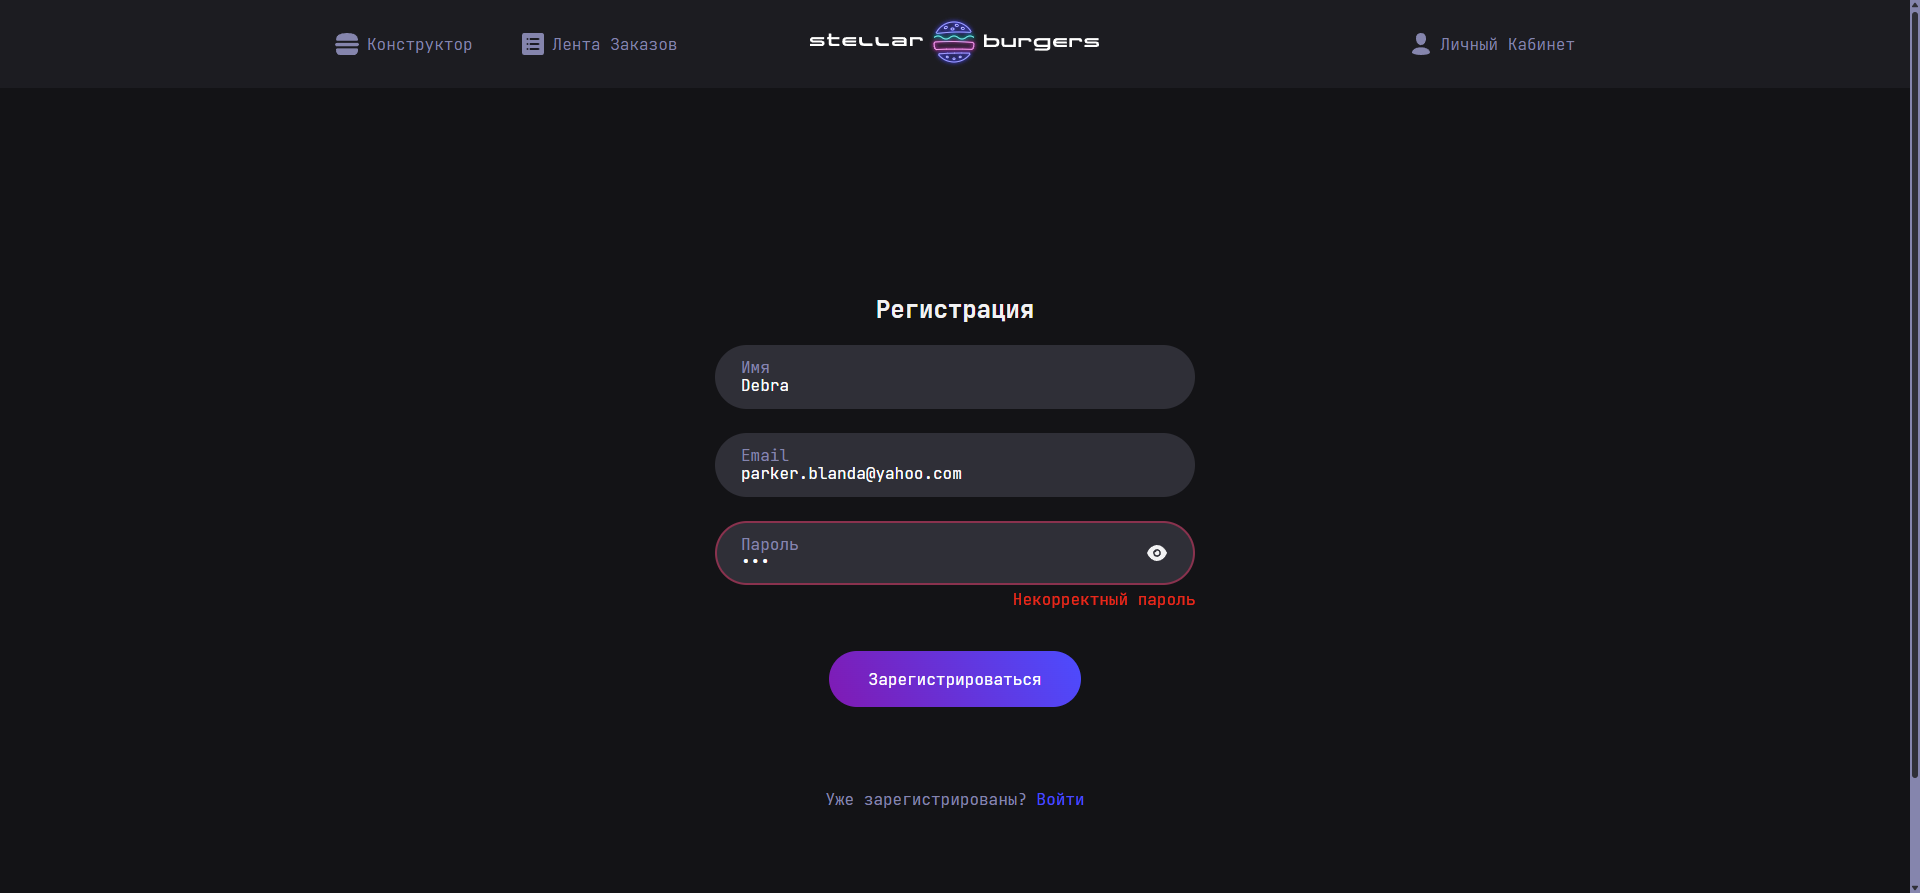 Конструктор
Лента Заказов
stellar burgers
Личный Кабинет
Регистрация
Имя
Debra
Email
parker.blanda@yahoo.com
Пароль
•••
Некорректный пароль
Зарегистрироваться
Уже зарегистрированы? Войти